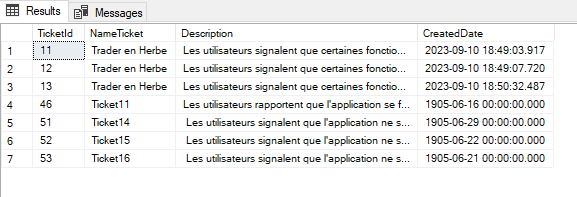 Results Messages
TicketId NameTicket Description CreatedDate
1 11 Trader en Herbe Les utilisateurs signalent que certaines fonctio... 2023-09-10 18:49:03.917
2 12 Trader en Herbe Les utilisateurs signalent que certaines fonctio... 2023-09-10 18:49:07.720
3 13 Trader en Herbe Les utilisateurs signalent que certaines fonctio... 2023-09-10 18:50:32.487
4 46 Ticket11 Les utilisateurs rapportent que l'application se f... 1905-06-16 00:00:00.000
5 51 Ticket14 Les utilisateurs signalent que l'application ne s... 1905-06-29 00:00:00.000
6 52 Ticket15 Les utilisateurs signalent que l'application ne s... 1905-06-22 00:00:00.000
7 53 Ticket16 Les utilisateurs signalent que l'application ne s... 1905-06-21 00:00:00.000